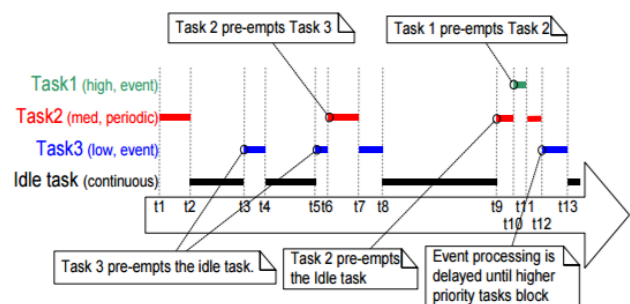 Task 2 pre-empts Task 3
Task 1 pre-empts Task 2
Task1 (high, event)
Task2 (med, periodic)
Task3 (low, event)
Idle task (continuous)
t1 t2 t3 t4 t5 t6 t7 t8 t9 t11 t13
t10 t12
Task 3 pre-empts the idle task.
Task 2 pre-empts
the Idle task
Event processing is
delayed until higher
priority tasks block